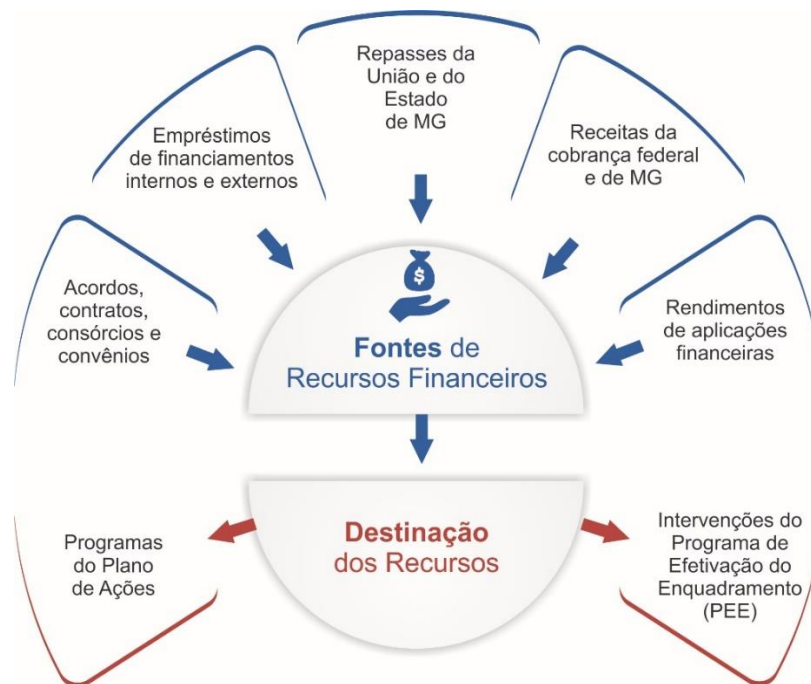 Repasses da
União e do
Estado
de MG
Empréstimos
de financiamentos
internos e externos
Receitas da
cobrança federal
e de MG
Acordos,
contratos,
consórcios e
convênios
Rendimentos
de aplicações
financeiras
$
Fontes de
Recursos Financeiros
Destinação
dos Recursos
Programas
do Plano
de Ações
Intervenções do
Programa de
Efetivação do
Enquadramento
(PEE)